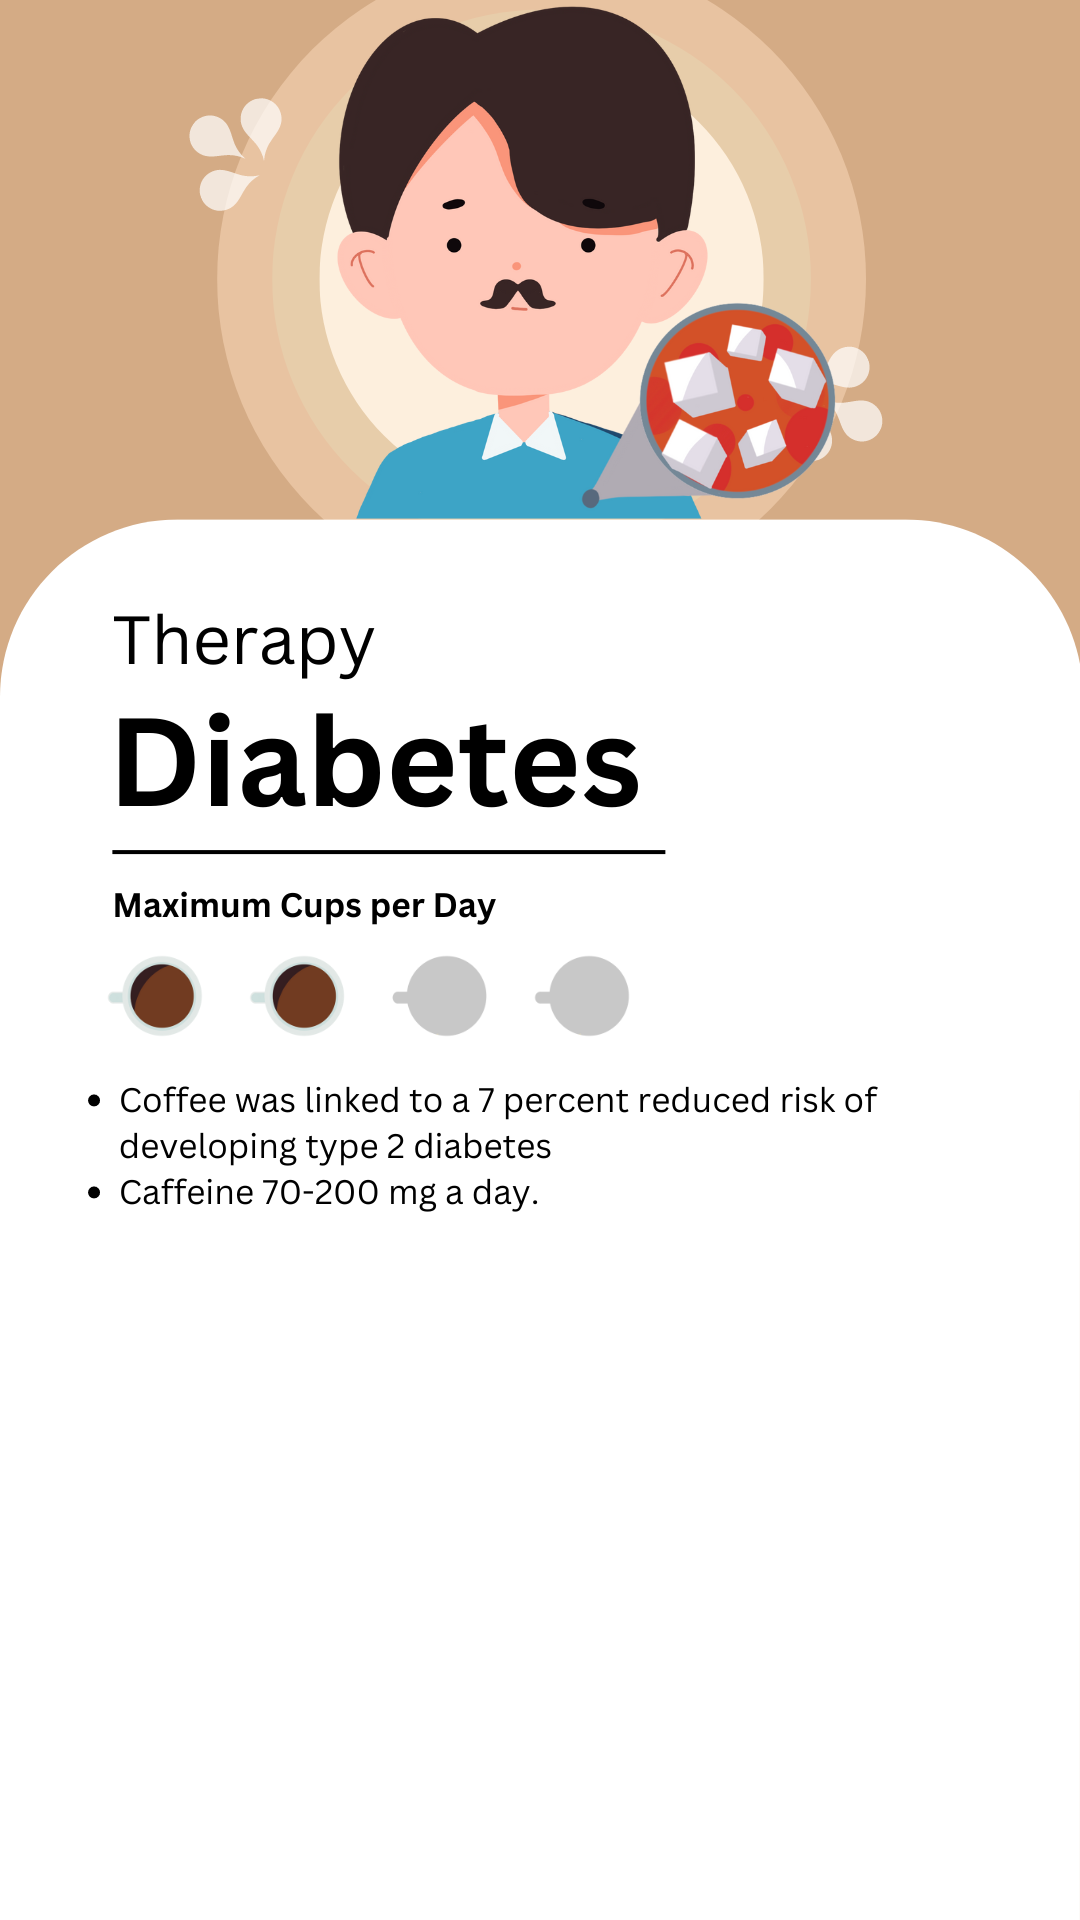 Therapy
Diabetes
Maximum Cups per Day
• Coffee was linked to a 7 percent reduced risk of
developing type 2 diabetes
• Caffeine 70-200 mg a day.